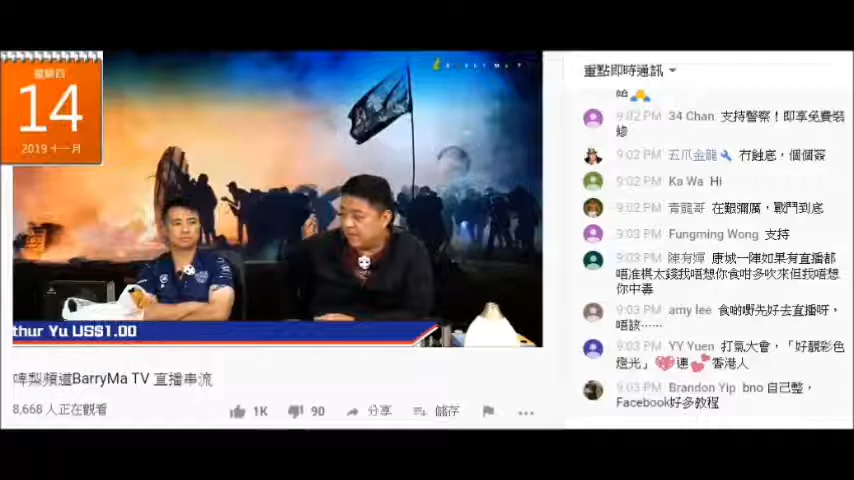 星期四
14
2019 十一月
BARRYMATV
thur Yu US$1.00
啤梨頻道BarryMa TV 直播串流
8,668 人正在觀看
1K
90
分享
儲存
重點即時通訊
9:02 PM 34 Chan 支持警察！即享免費裝
修
9:02 PM 五爪金龍 冇蝕底，個個簽
9:02 PM Ka Wa Hi
9:02 PM 青龍哥 在艱彌厲，戰鬥到底
9:03 PM Fungming Wong 支持
9:03 PM 陳有輝 康城一陣如果有直播都
唔准棋太錢我唔想你食咁多吹來但我唔想
你中毒
9:03 PM amy lee 食啲嘢先好去直播呀，
唔該……
9:03 PM YY Yuen 打氣大會，「好靚彩色
燈光」 連 香港人
9:03 PM Brandon Yip bno 自己整，
Facebook好多教程